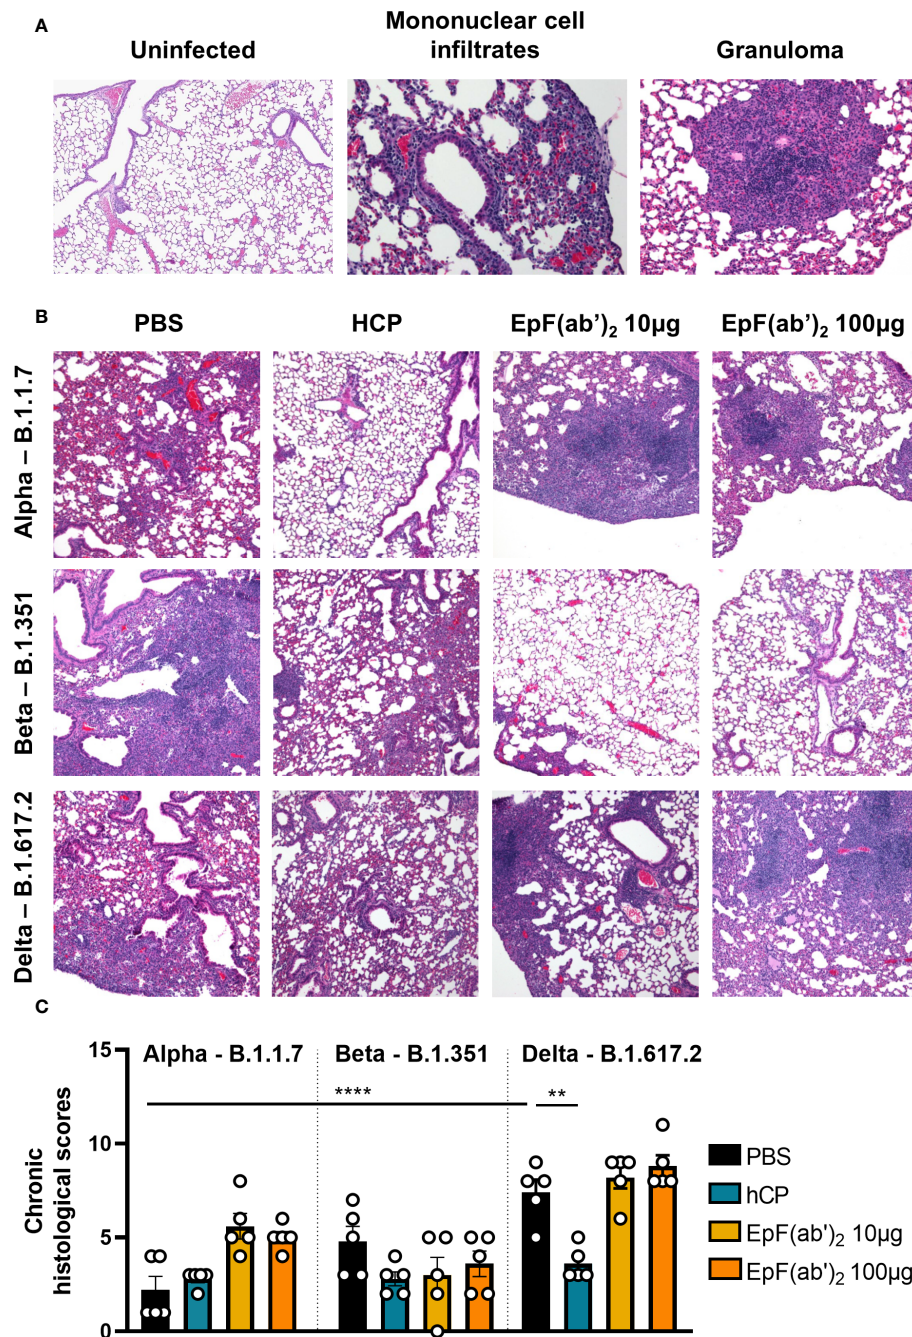 A
Uninfected
Mononuclear cell
infiltrates
Granuloma
B
PBS
HCP
EpF(ab')₂ 10µg
EpF(ab')₂ 100µg
Alpha – B.1.1.7
Beta – B.1.351
Delta – B.1.617.2
C
Chronic
histological scores
15
10
5
0
Alpha - B.1.1.7
Beta - B.1.351
Delta - B.1.617.2
****
**
PBS
hCP
EpF(ab')₂ 10µg
EpF(ab')₂ 100µg